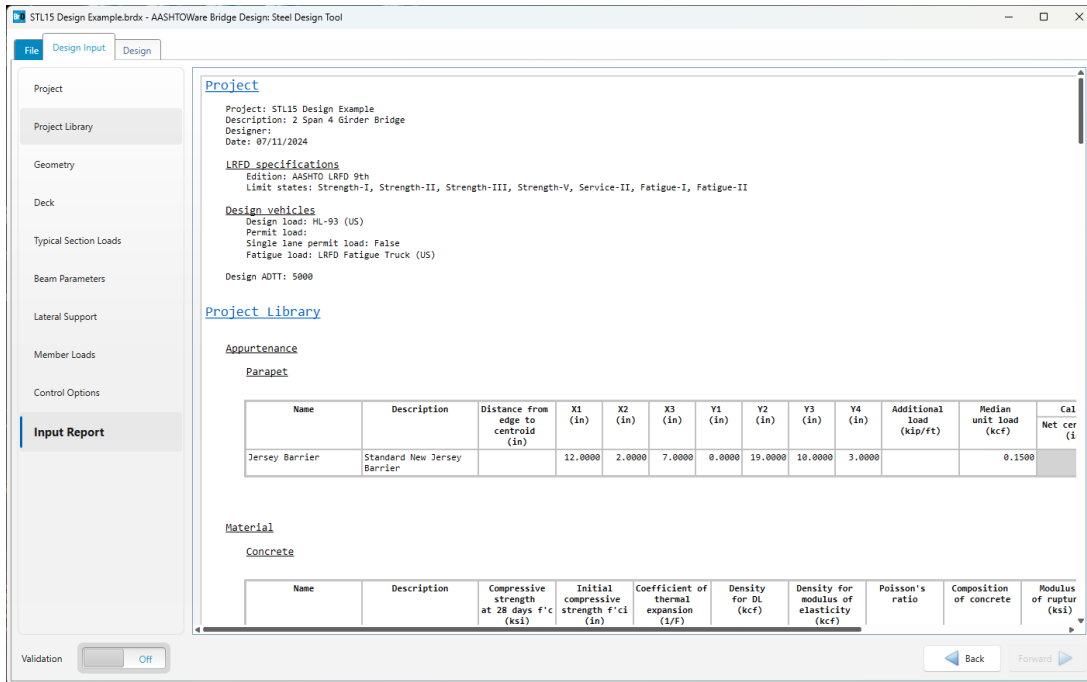 BrD STL15 Design Example.brdx - AASHTOWare Bridge Design: Steel Design Tool
File Design Input Design
Project
Project Library
Geometry
Deck
Typical Section Loads
Beam Parameters
Lateral Support
Member Loads
Control Options
Input Report
Project
Project: STL15 Design Example
Description: 2 Span 4 Girder Bridge
Designer:
Date: 07/11/2024
LRFD specifications
Edition: AASHTO LRFD 9th
Limit states: Strength-I, Strength-II, Strength-III, Strength-V, Service-II, Fatigue-I, Fatigue-II
Design vehicles
Design load: HL-93 (US)
Permit load:
Single lane permit load: False
Fatigue load: LRFD Fatigue Truck (US)
Design ADTT: 5000
Project Library
Appurtenance
Parapet
Name Description Distance from X1 X2 X3 Y1 Y2 Y3 Y4 Additional Median Cal
edge to (in) (in) (in) (in) (in) (in) (in) load unit load Net cen
centroid (kip/ft) (kcf) (i
(in)
Jersey Barrier Standard New Jersey 12.0000 2.0000 7.0000 0.0000 19.0000 10.0000 3.0000 0.1500
Barrier
Material
Concrete
Name Description Compressive Initial Coefficient of Density Density for Poisson's Composition Modulus
strength compressive thermal for DL modulus of ratio of concrete of ruptur
at 28 days f'c strength f'ci expansion (kcf) elasticity (ksi)
(ksi) (in) (1/F) (kcf)
Validation Off Back Forward